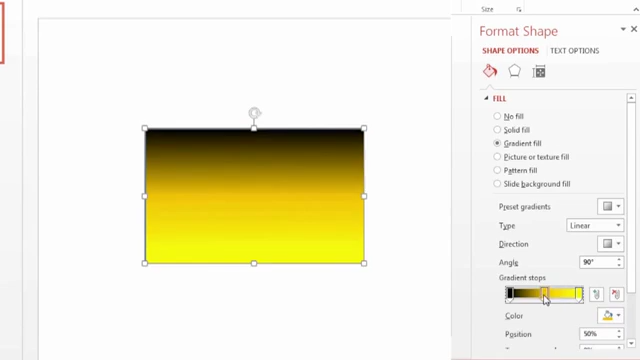 Size
Format Shape
SHAPE OPTIONS TEXT OPTIONS
FILL
No fill
Solid fill
Gradient fill
Picture or texture fill
Pattern fill
Slide background fill
Preset gradients
Type Linear
Direction
Angle 90°
Gradient stops
Color
Position 50%